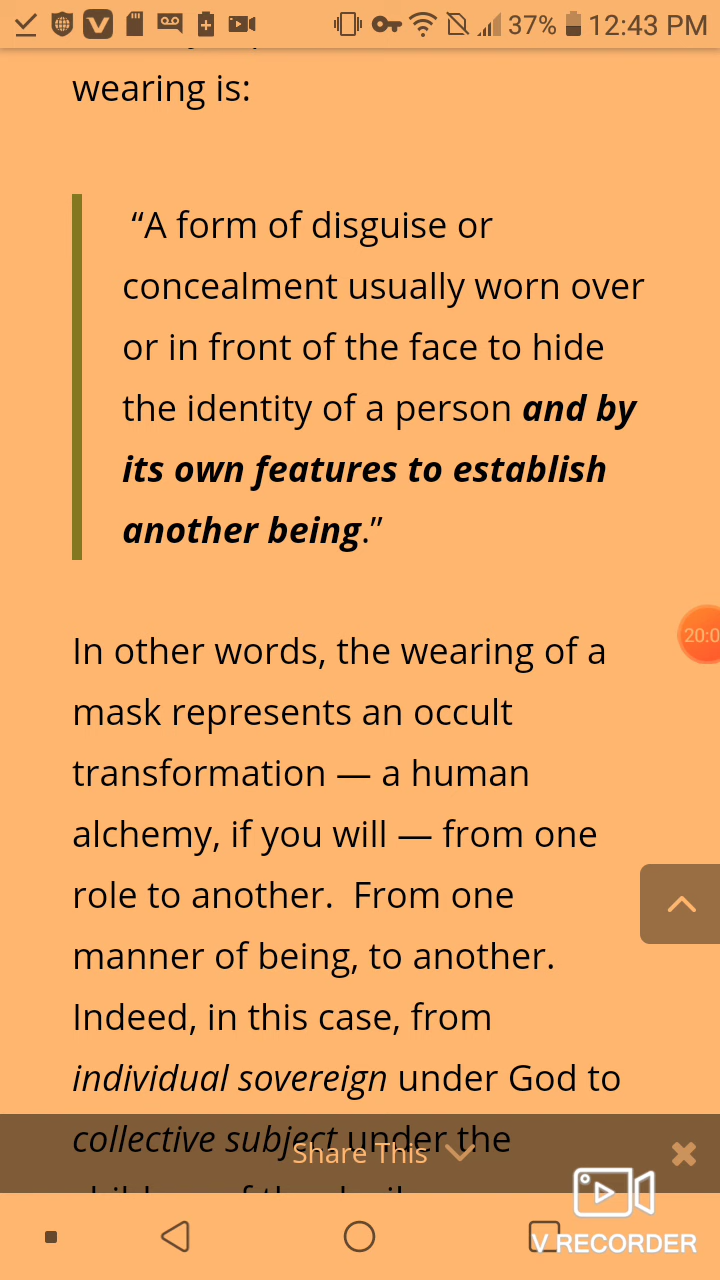 37% 12:43 PM
wearing is:
“A form of disguise or
concealment usually worn over
or in front of the face to hide
the identity of a person and by
its own features to establish
another being.”
20:0
In other words, the wearing of a
mask represents an occult
transformation — a human
alchemy, if you will — from one
role to another.  From one
manner of being, to another.
Indeed, in this case, from
individual sovereign under God to
collective subject under the
Share This
V RECORDER